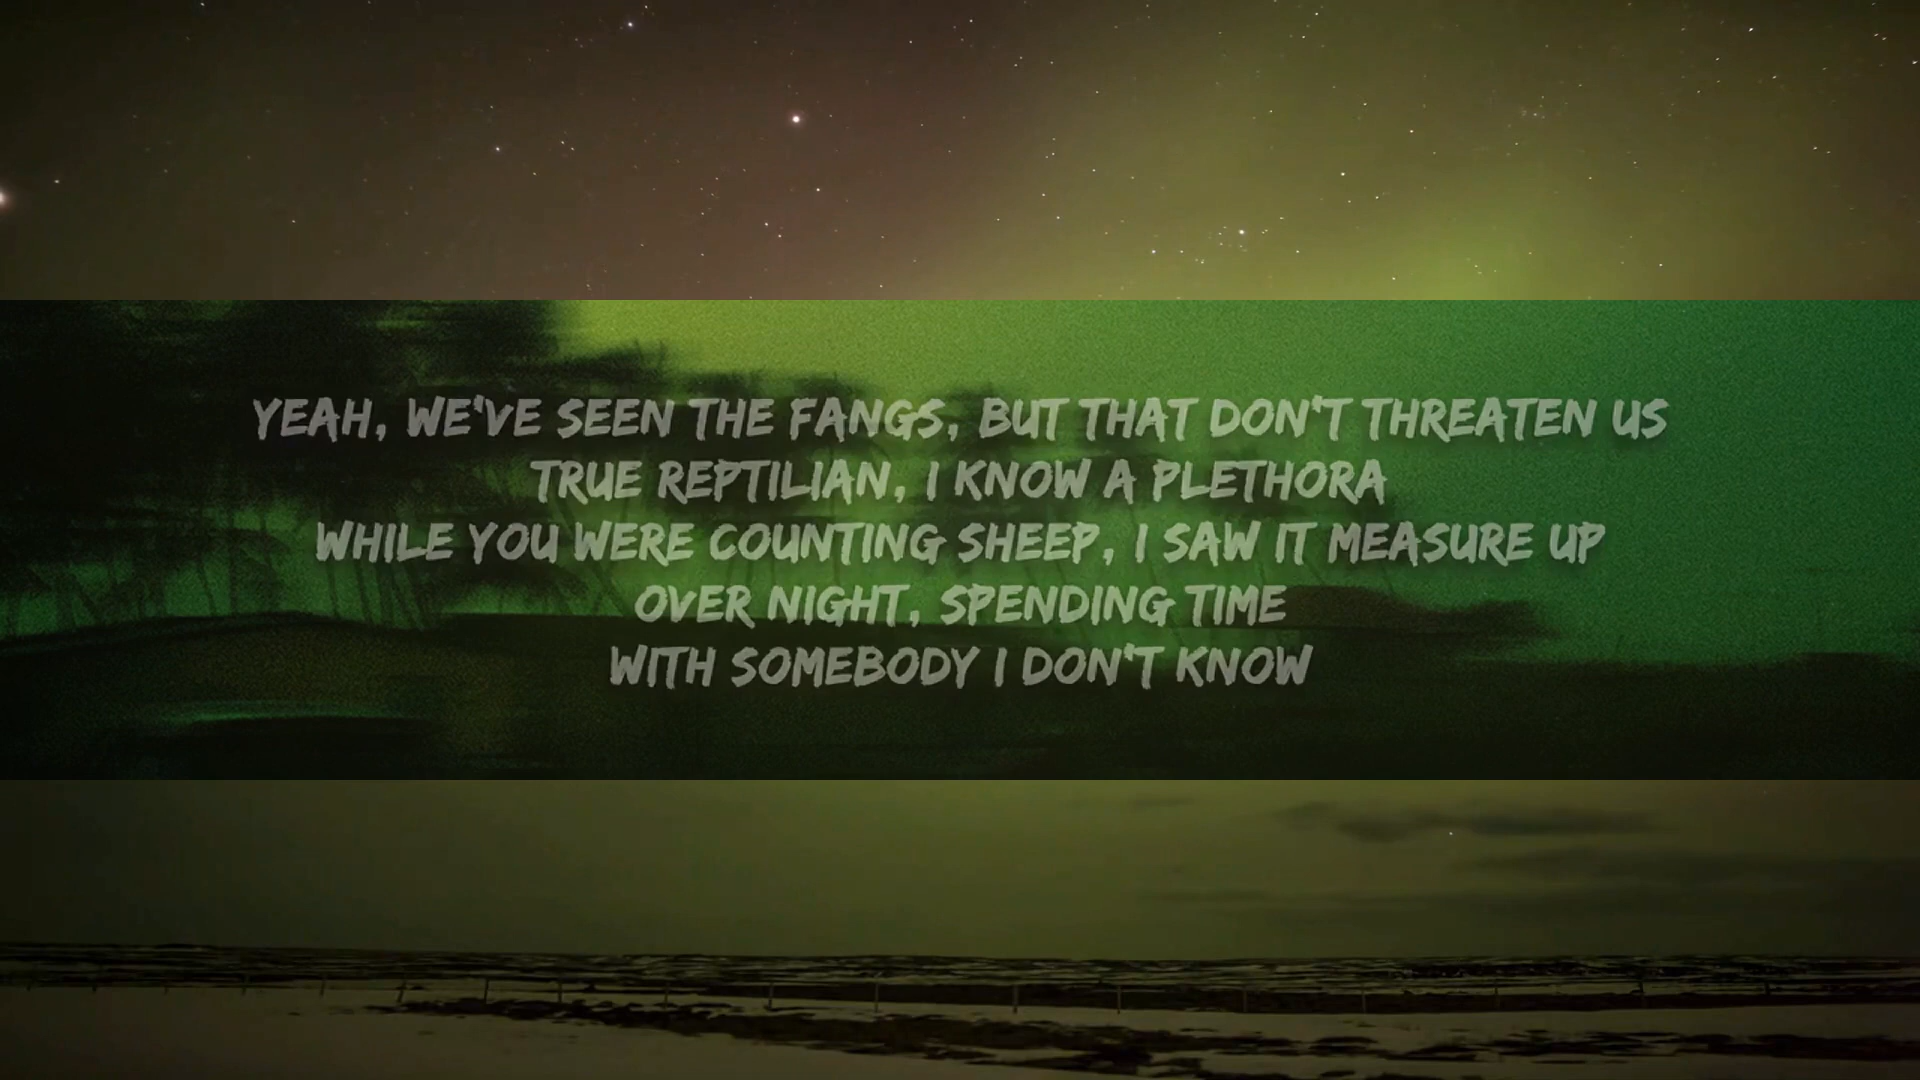 YEAH, WE'VE SEEN THE FANGS, BUT THAT DON'T THREATEN US
TRUE REPTILIAN, I KNOW A PLETHORA
WHILE YOU WERE COUNTING SHEEP, I SAW IT MEASURE UP
OVER NIGHT, SPENDING TIME
WITH SOMEBODY I DON'T KNOW